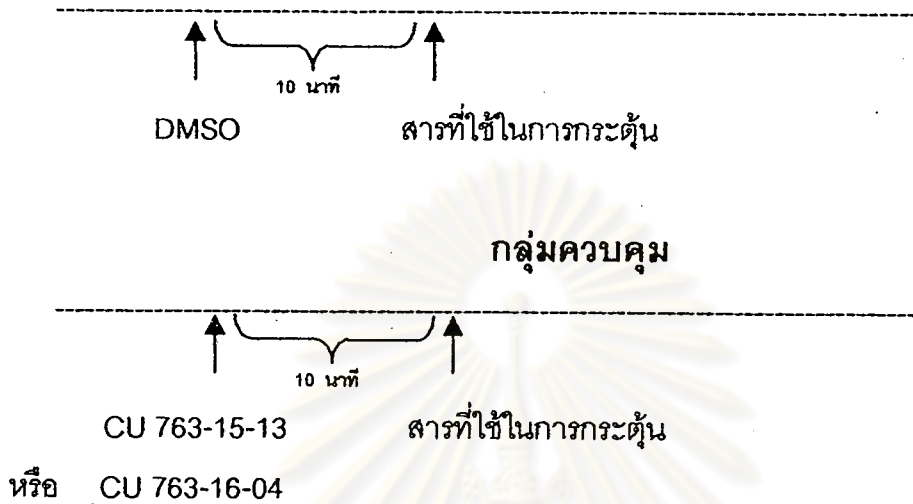 10 นาที
DMSO สารที่ใช้ในการกระตุ้น
กลุ่มควบคุม
10 นาที
CU 763-15-13 สารที่ใช้ในการกระตุ้น
หรือ CU 763-16-04